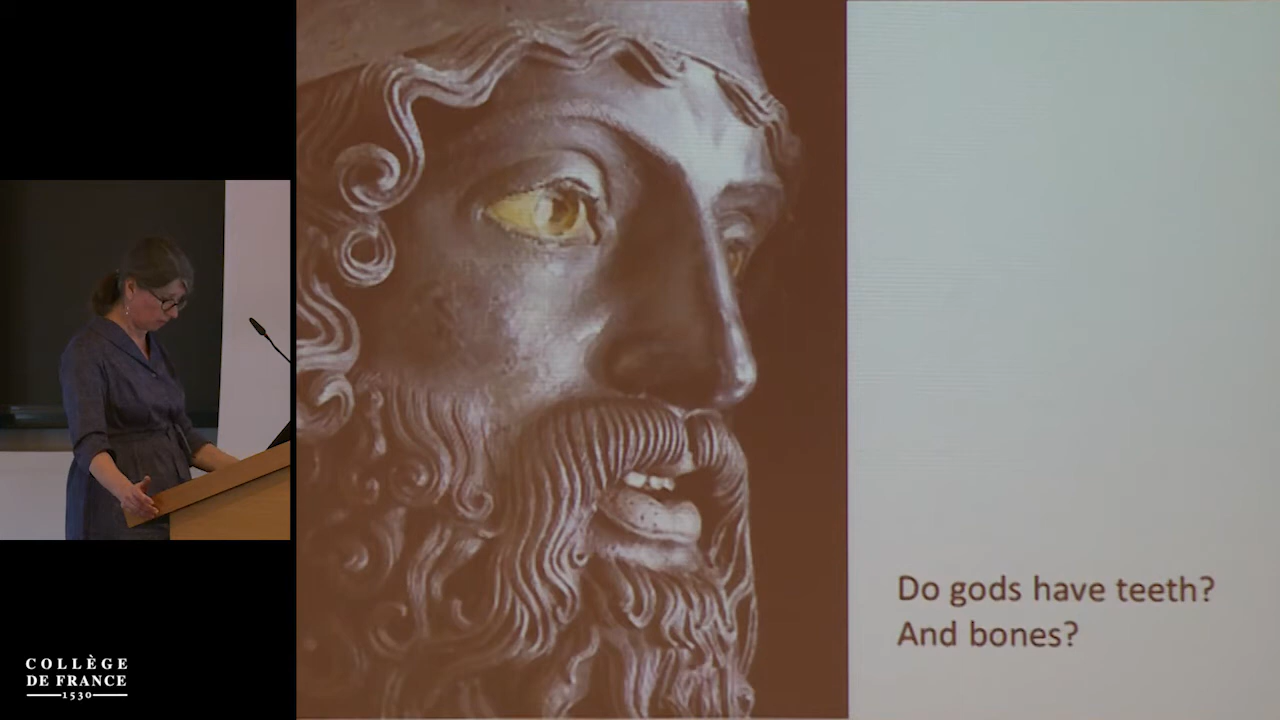 Do gods have teeth?
And bones?
COLLÈGE
DE FRANCE
1530